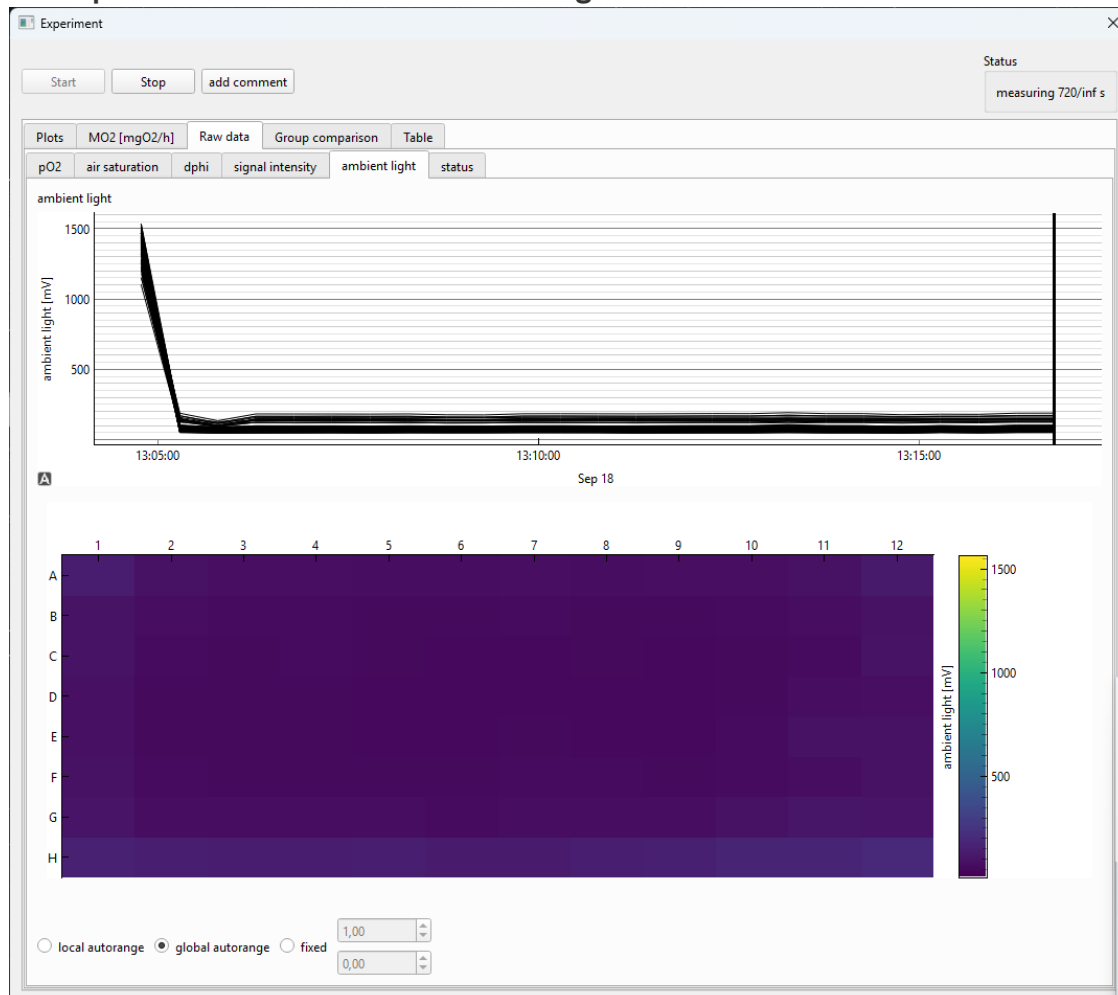 Experiment
Status
Start Stop add comment
measuring 720/inf s
Plots MO2 [mgO2/h] Raw data Group comparison Table
pO2 air saturation dphi signal intensity ambient light status
ambient light
ambient light [mV]
1500
1000
500
13:05:00 13:10:00 13:15:00
Sep 18
A
1 2 3 4 5 6 7 8 9 10 11 12
A
B
C
D
E
F
G
H
ambient light [mV]
1500
1000
500
local autorange global autorange fixed
1,00
0,00